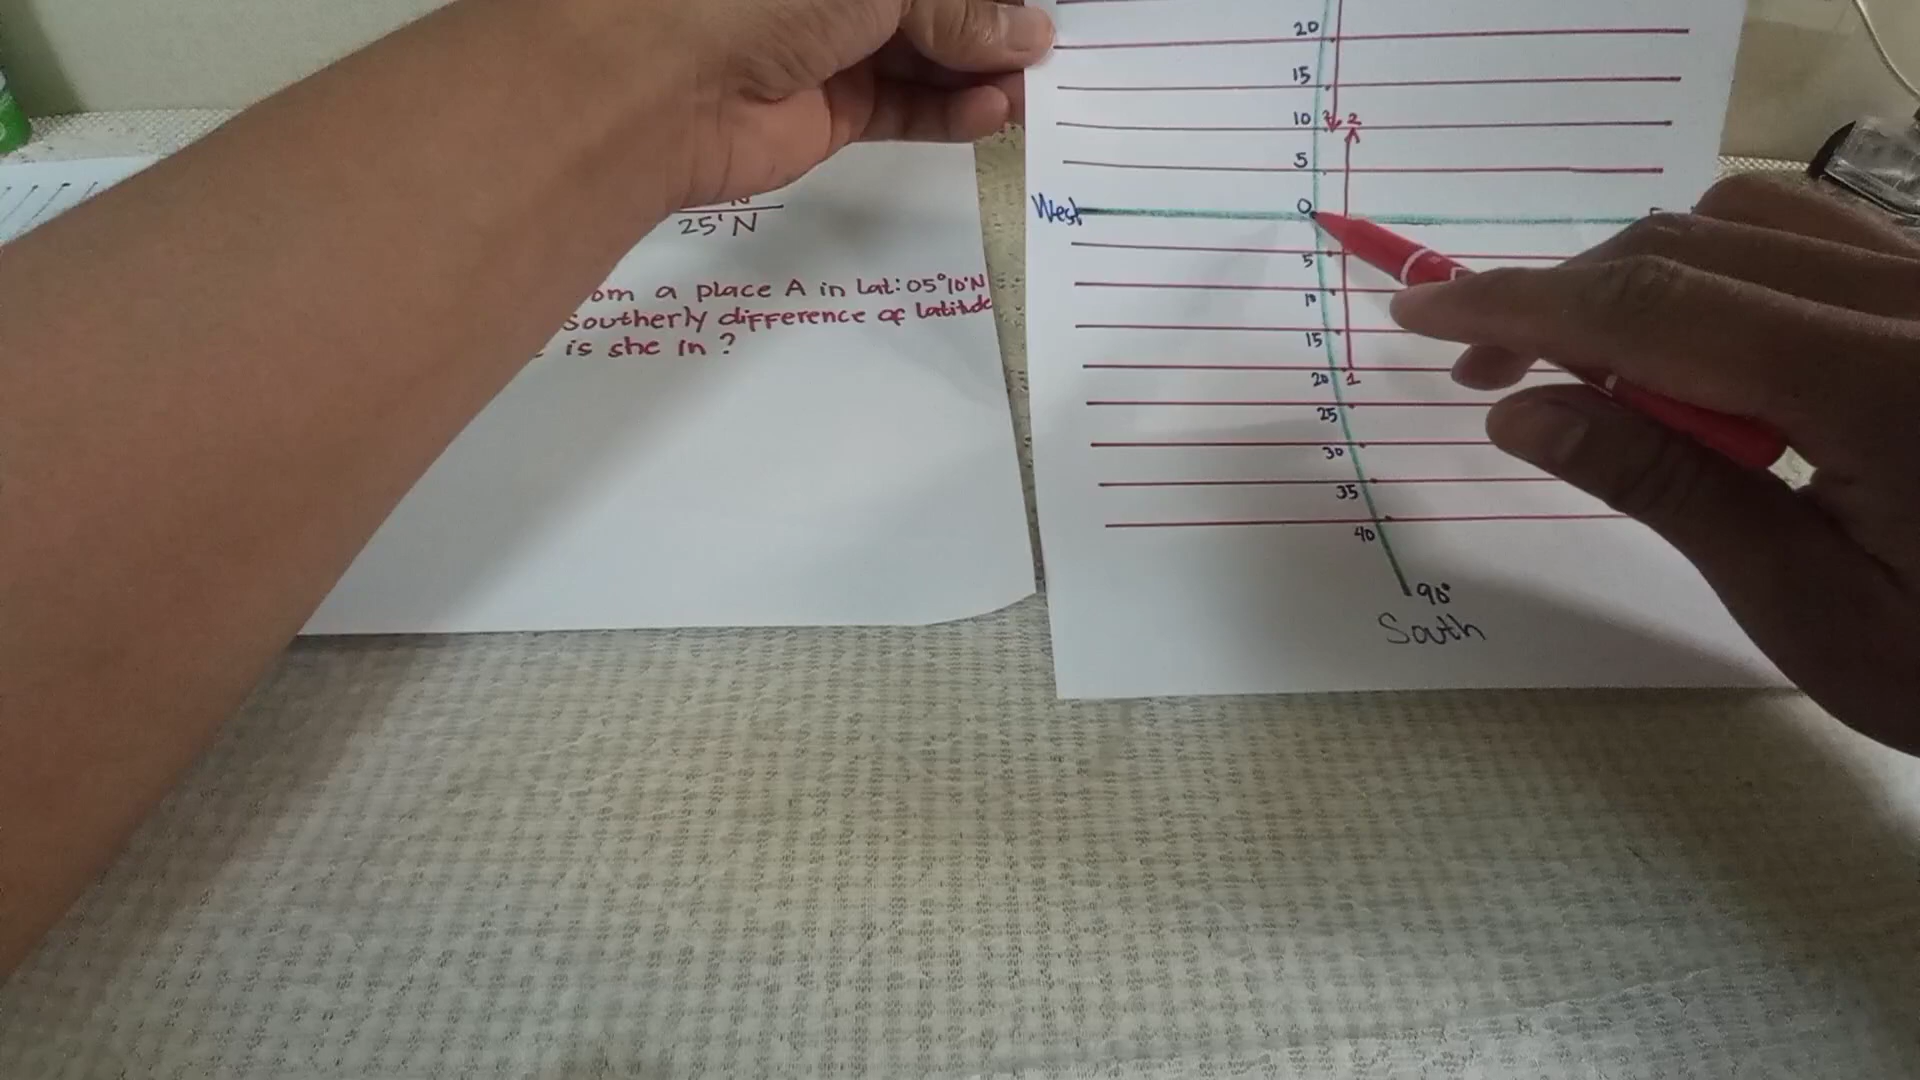 25'N
om a place A in Lat: 05°10'N
Southerly difference of latitude
is she in ?
20
15
10 2
5
West 0
5
10
15
20 1
25
30
35
40
90°
South